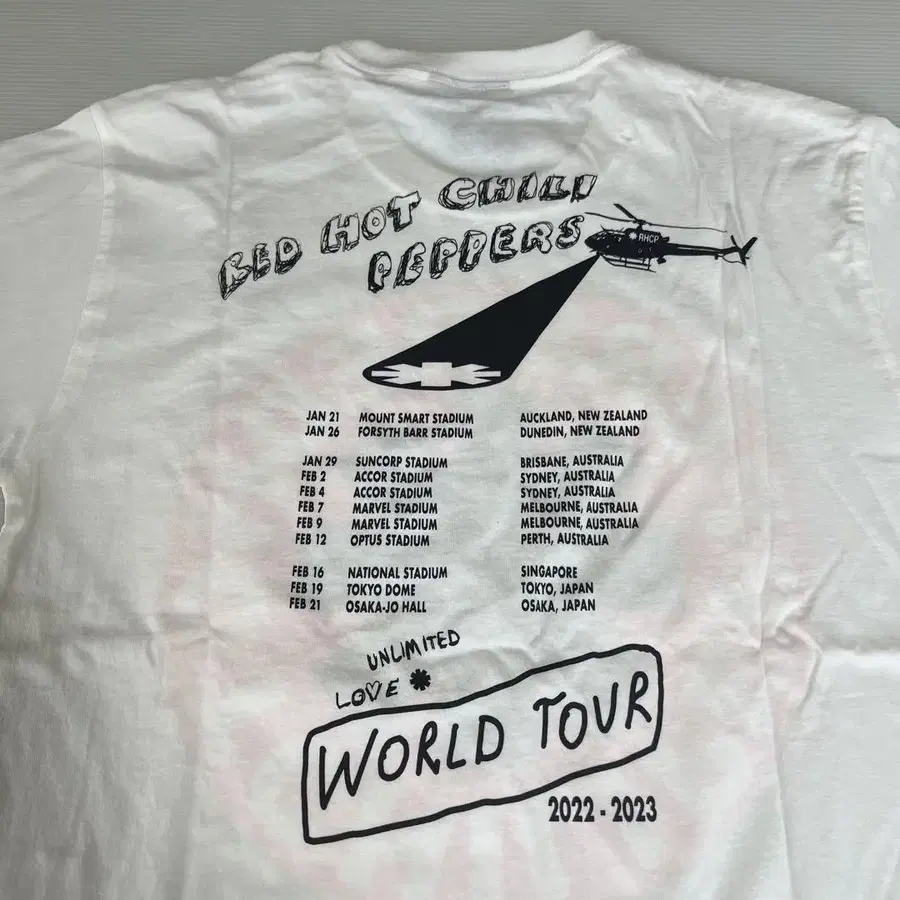 RED HOT CHILI
PEPPERS
RHCP
JAN 21 MOUNT SMART STADIUM AUCKLAND, NEW ZEALAND
JAN 26 FORSYTH BARR STADIUM DUNEDIN, NEW ZEALAND
JAN 29 SUNCORP STADIUM BRISBANE, AUSTRALIA
FEB 2 ACCOR STADIUM SYDNEY, AUSTRALIA
FEB 4 ACCOR STADIUM SYDNEY, AUSTRALIA
FEB 7 MARVEL STADIUM MELBOURNE, AUSTRALIA
FEB 9 MARVEL STADIUM MELBOURNE, AUSTRALIA
FEB 12 OPTUS STADIUM PERTH, AUSTRALIA
FEB 16 NATIONAL STADIUM SINGAPORE
FEB 19 TOKYO DOME TOKYO, JAPAN
FEB 21 OSAKA-JO HALL OSAKA, JAPAN
UNLIMITED
LOVE
WORLD TOUR
2022 - 2023